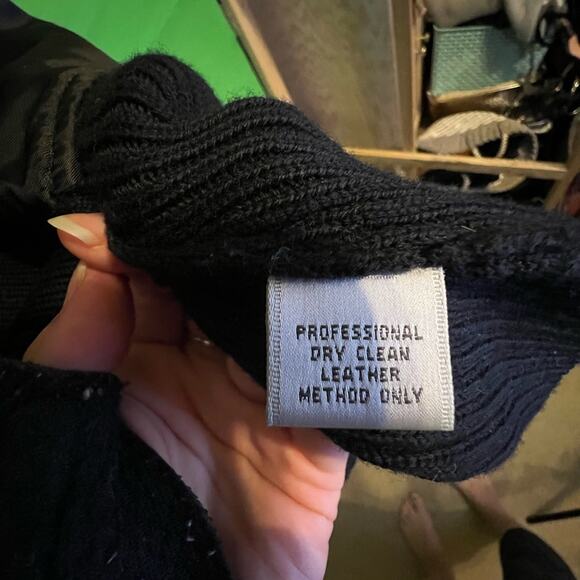 PROFESSIONAL
DRY CLEAN
LEATHER
METHOD ONLY